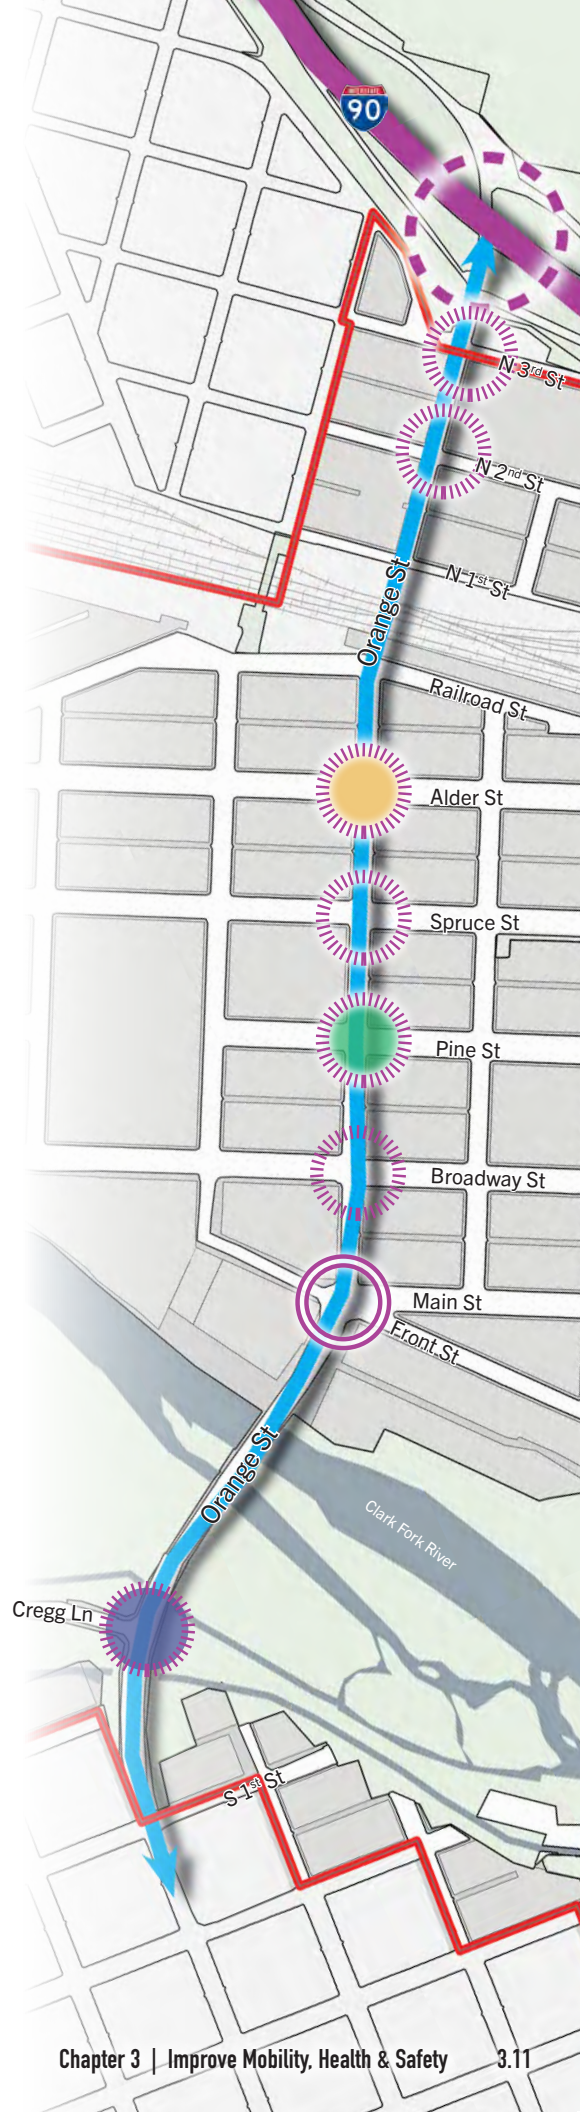 INTERSTATE
90
N 3rd St
N 2nd St
N 1st St
Orange St
Railroad St
Alder St
Spruce St
Pine St
Broadway St
Main St
Front St
Orange St
Clark Fork River
Cregg Ln
S 1st St
Chapter 3 | Improve Mobility, Health & Safety 3.11